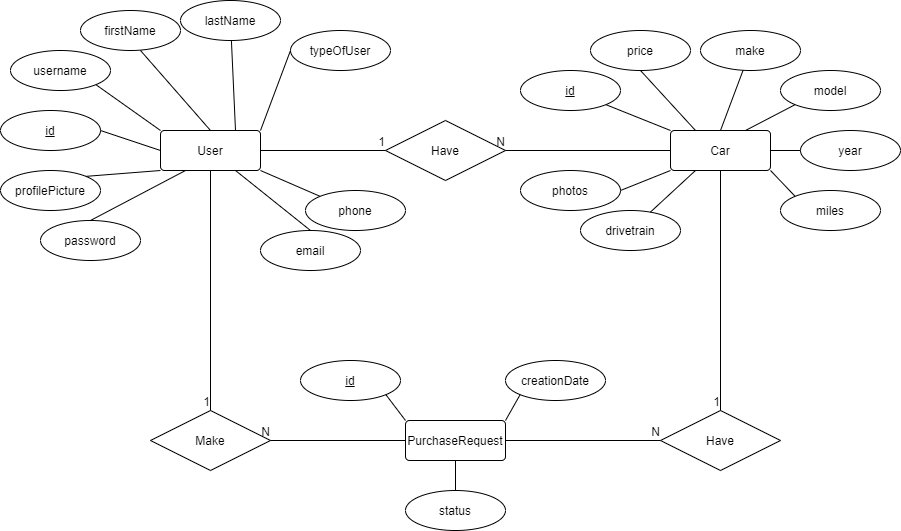 lastName
firstName
typeOfUser
price
make
username
id
model
id
1
Have
N
User
Car
year
profilePicture
photos
phone
miles
password
email
drivetrain
id
creationDate
1
1
Make
N
PurchaseRequest
N
Have
status